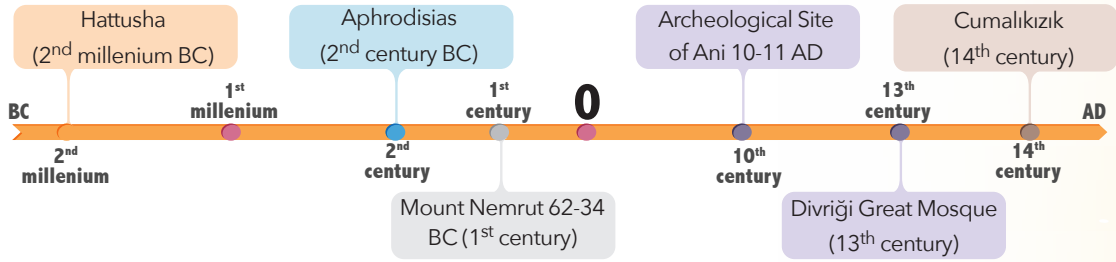 Hattusha
(2nd millenium BC)
Aphrodisias
(2nd century BC)
Archeological Site
of Ani 10-11 AD
Cumalıkızık
(14th century)
BC
1st
millenium
1st
century
0
13th
century
AD
2nd
millenium
2nd
century
10th
century
14th
century
Mount Nemrut 62-34
BC (1st century)
Divriği Great Mosque
(13th century)